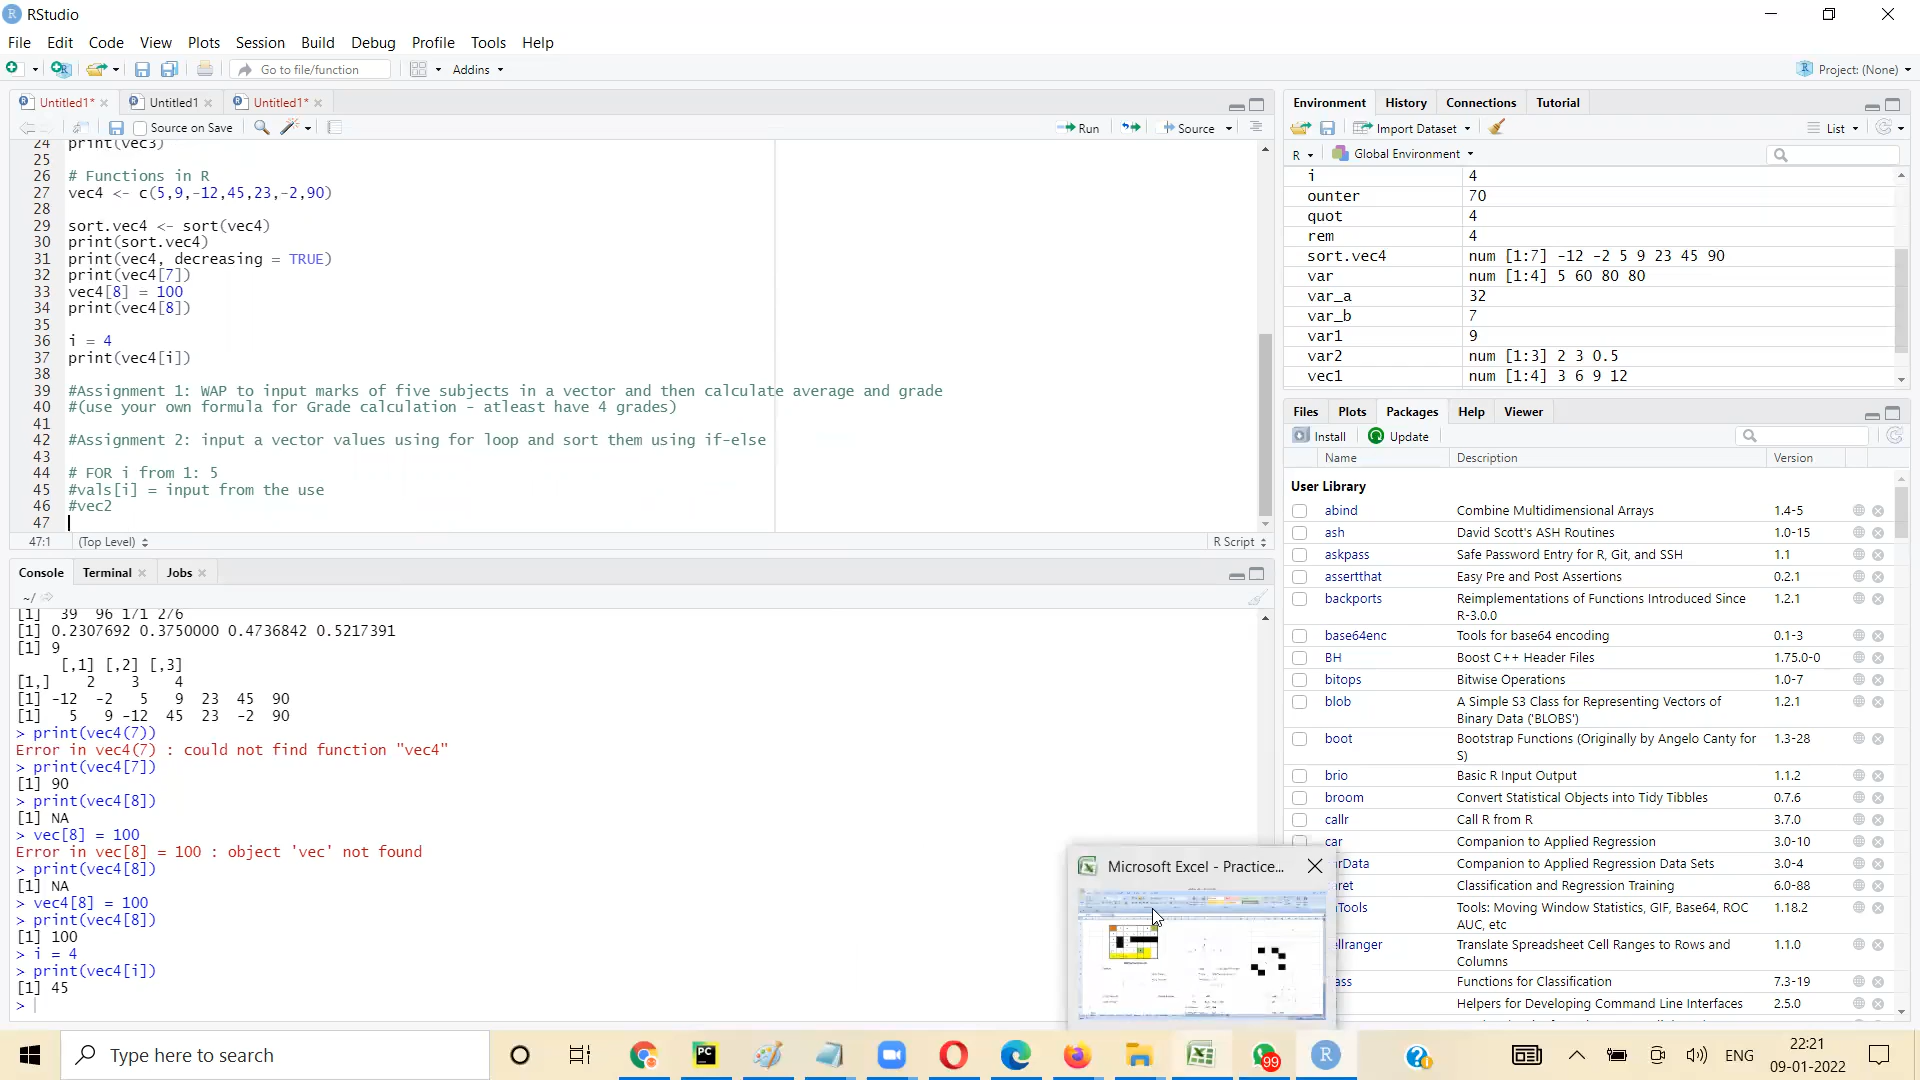 RStudio
File Edit Code View Plots Session Build Debug Profile Tools Help
Go to file/function Addins Project: (None)
Untitled1* Untitled1 Untitled1*
Source on Save Run Source
24 print(vec3)
25
26 # Functions in R
27 vec4 <- c(5,9,-12,45,23,-2,90)
28
29 sort.vec4 <- sort(vec4)
30 print(sort.vec4)
31 print(vec4, decreasing = TRUE)
32 print(vec4[7])
33 vec4[8] = 100
34 print(vec4[8])
35
36 i = 4
37 print(vec4[i])
38
39 #Assignment 1: WAP to input marks of five subjects in a vector and then calculate average and grade
40 #(use your own formula for Grade calculation - atleast have 4 grades)
41
42 #Assignment 2: input a vector values using for loop and sort them using if-else
43
44 # FOR i from 1: 5
45 #vals[i] = input from the use
46 #vec2
47
47:1 (Top Level) R Script
Console Terminal Jobs
~/
[1] 39 96 171 276
[1] 0.2307692 0.3750000 0.4736842 0.5217391
[1] 9
[,1] [,2] [,3]
[1,] 2 3 4
[1] -12 -2 5 9 23 45 90
[1] 5 9 -12 45 23 -2 90
> print(vec4(7))
Error in vec4(7) : could not find function "vec4"
> print(vec4[7])
[1] 90
> print(vec4[8])
[1] NA
> vec[8] = 100
Error in vec[8] = 100 : object 'vec' not found
> print(vec4[8])
[1] NA
> vec4[8] = 100
> print(vec4[8])
[1] 100
> i = 4
> print(vec4[i])
[1] 45
>
Environment History Connections Tutorial
Import Dataset List
R Global Environment
i 4
ounter 70
quot 4
rem 4
sort.vec4 num [1:7] -12 -2 5 9 23 45 90
var num [1:4] 5 60 80 80
var_a 32
var_b 7
var1 9
var2 num [1:3] 2 3 0.5
vec1 num [1:4] 3 6 9 12
Files Plots Packages Help Viewer
Install Update
Name Description Version
User Library
abind Combine Multidimensional Arrays 1.4-5
ash David Scott's ASH Routines 1.0-15
askpass Safe Password Entry for R, Git, and SSH 1.1
assertthat Easy Pre and Post Assertions 0.2.1
backports Reimplementations of Functions Introduced Since R-3.0.0 1.2.1
base64enc Tools for base64 encoding 0.1-3
BH Boost C++ Header Files 1.75.0-0
bitops Bitwise Operations 1.0-7
blob A Simple S3 Class for Representing Vectors of Binary Data ('BLOBS') 1.2.1
boot Bootstrap Functions (Originally by Angelo Canty for S) 1.3-28
brio Basic R Input Output 1.1.2
broom Convert Statistical Objects into Tidy Tibbles 0.7.6
callr Call R from R 3.7.0
car Companion to Applied Regression 3.0-10
rData Companion to Applied Regression Data Sets 3.0-4
ret Classification and Regression Training 6.0-88
Tools Tools: Moving Window Statistics, GIF, Base64, ROC AUC, etc 1.18.2
ellranger Translate Spreadsheet Cell Ranges to Rows and Columns 1.1.0
ass Functions for Classification 7.3-19
Helpers for Developing Command Line Interfaces 2.5.0
Microsoft Excel - Practice...
Type here to search
PC
99
R
ENG
22:21
09-01-2022